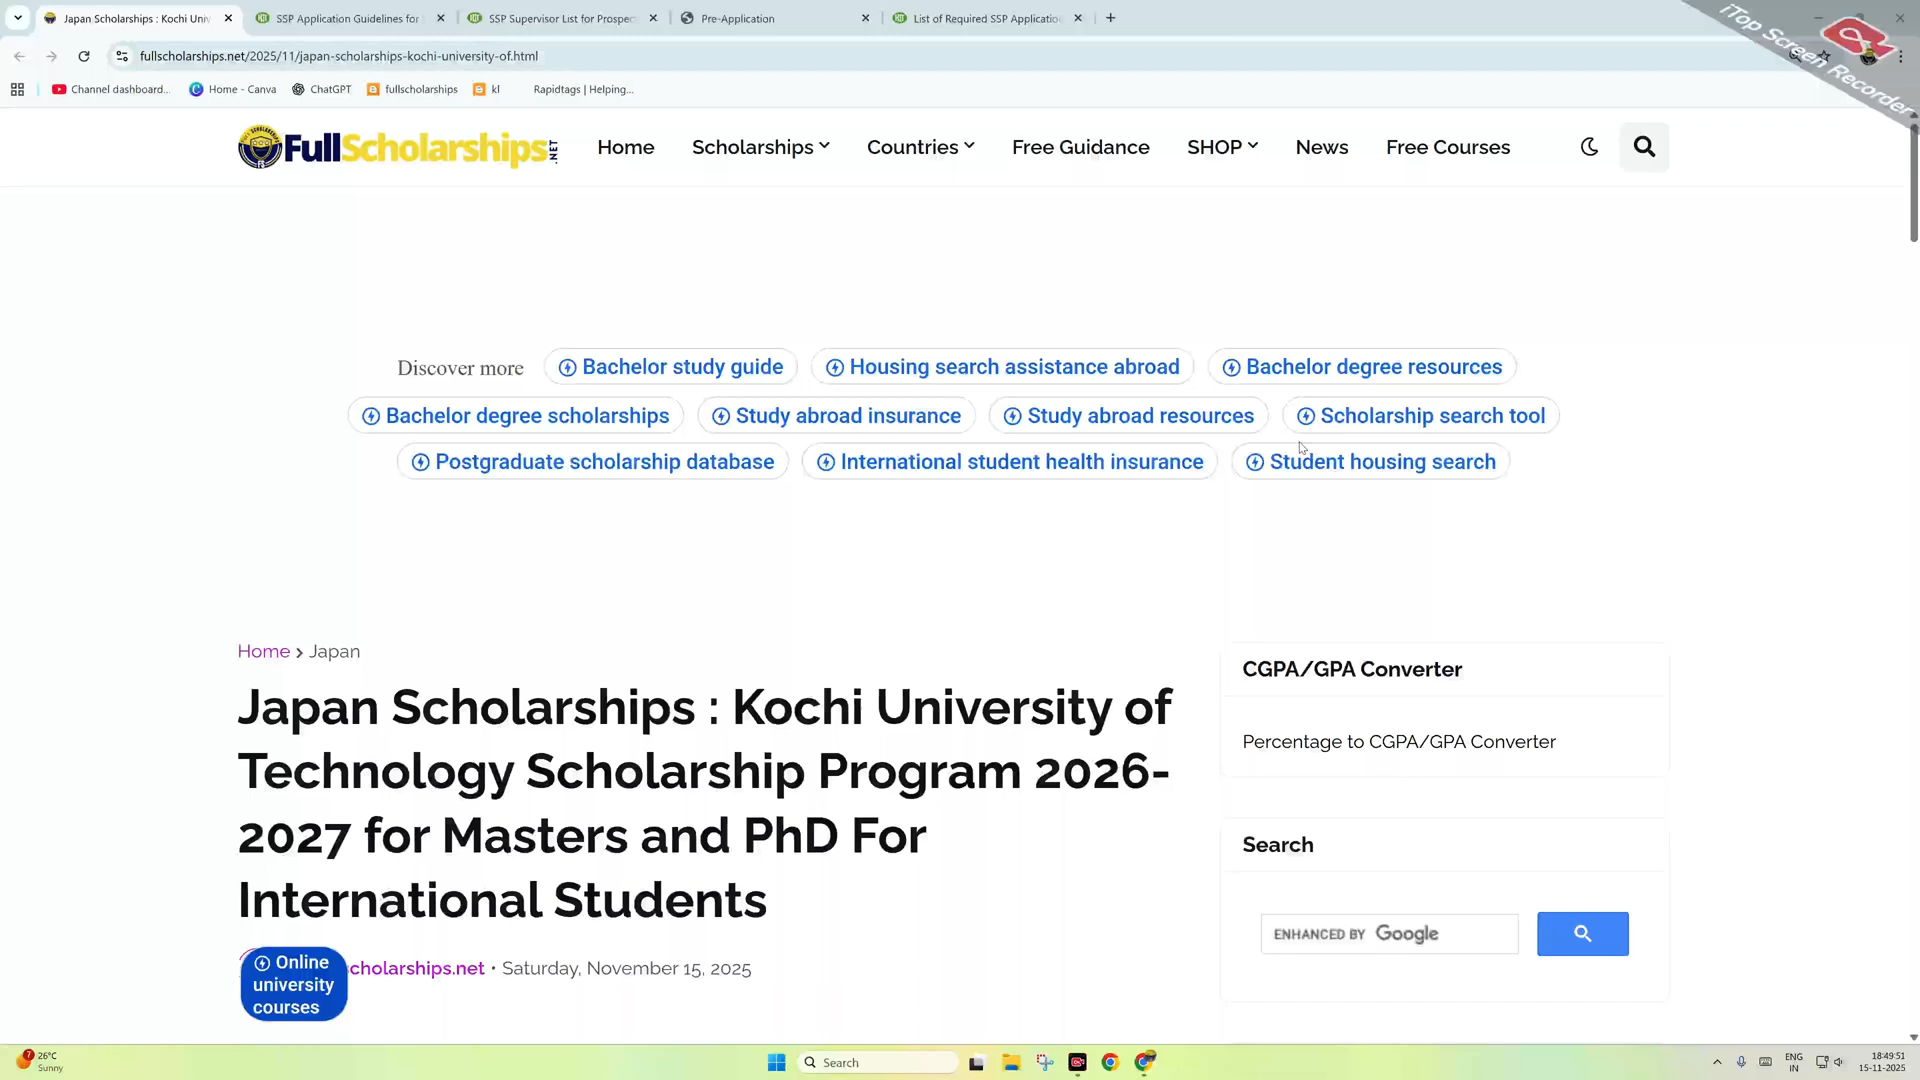 Japan Scholarships : Kochi Univ
SSP Application Guidelines for
SSP Supervisor List for Prospec
Pre-Application
List of Required SSP Applicatio
iTop Screen Recorder
fullscholarships.net/2025/11/japan-scholarships-kochi-university-of.html
Channel dashboard...
Home - Canva
ChatGPT
fullscholarships
kl
Rapidtags | Helping...
FullScholarships.NET
Home
Scholarships
Countries
Free Guidance
SHOP
News
Free Courses
Discover more
Bachelor study guide
Housing search assistance abroad
Bachelor degree resources
Bachelor degree scholarships
Study abroad insurance
Study abroad resources
Scholarship search tool
Postgraduate scholarship database
International student health insurance
Student housing search
Home > Japan
Japan Scholarships : Kochi University of
Technology Scholarship Program 2026-
2027 for Masters and PhD For
International Students
scholarships.net • Saturday, November 15, 2025
Online
university
courses
CGPA/GPA Converter
Percentage to CGPA/GPA Converter
Search
ENHANCED BY Google
7
26°C
Sunny
Search
ENG
IN
18:49:51
15-11-2025